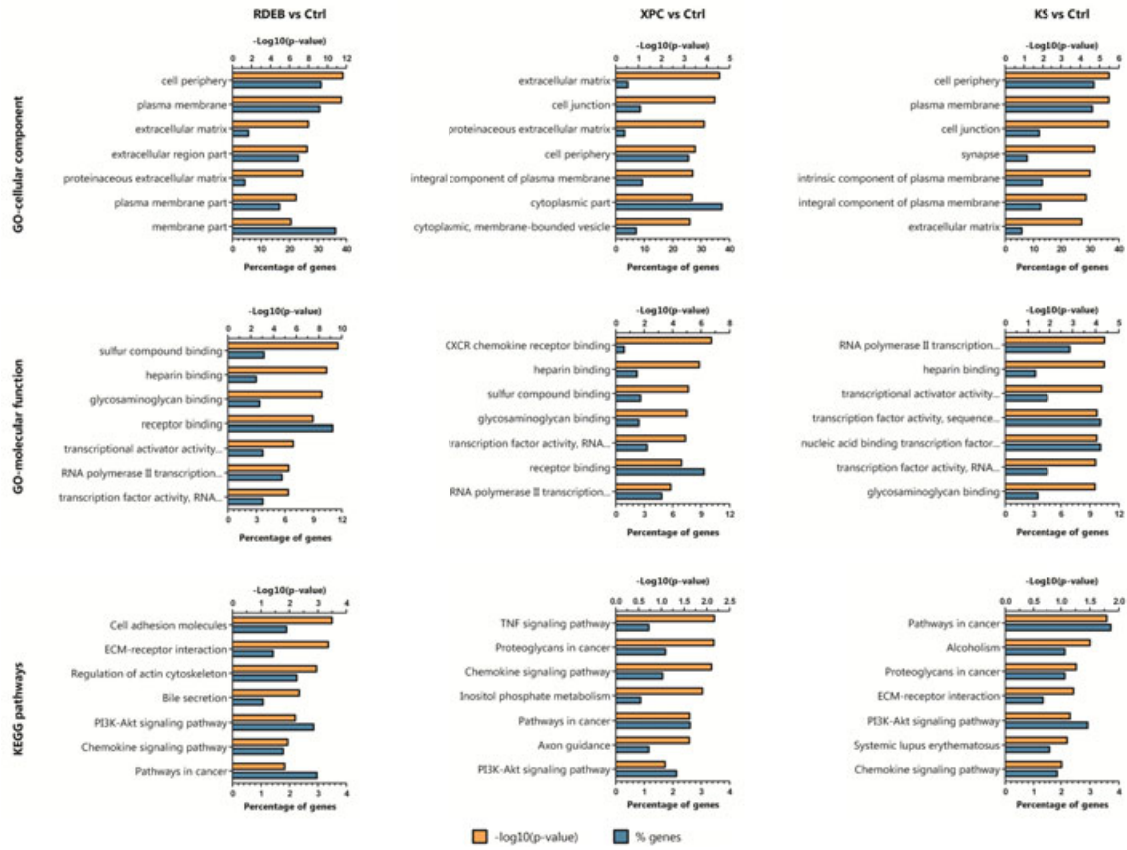 RDEB vs Ctrl
XPC vs Ctrl
KS vs Ctrl
GO-cellular component
-Log10(p-value)
0 2 4 6 8 10 12
cell periphery
plasma membrane
extracellular matrix
extracellular region part
proteinaceous extracellular matrix
plasma membrane part
membrane part
0 10 20 30 40
Percentage of genes
-Log10(p-value)
0 1 2 3 4 5
extracellular matrix
cell junction
proteinaceous extracellular matrix
cell periphery
integral component of plasma membrane
cytoplasmic part
cytoplasmic, membrane-bounded vesicle
0 10 20 30 40
Percentage of genes
-Log10(p-value)
0 1 2 3 4 5 6
cell periphery
plasma membrane
cell junction
synapse
intrinsic component of plasma membrane
integral component of plasma membrane
extracellular matrix
0 10 20 30 40
Percentage of genes
GO-molecular function
-Log10(p-value)
0 2 4 6 8 10
sulfur compound binding
heparin binding
glycosaminoglycan binding
receptor binding
transcriptional activator activity...
RNA polymerase II transcription...
transcription factor activity, RNA...
0 3 6 9 12
Percentage of genes
-Log10(p-value)
0 2 4 6 8
CXCR chemokine receptor binding
heparin binding
sulfur compound binding
glycosaminoglycan binding
transcription factor activity, RNA...
receptor binding
RNA polymerase II transcription...
0 3 6 9 12
Percentage of genes
-Log10(p-value)
0 1 2 3 4 5
RNA polymerase II transcription...
heparin binding
transcriptional activator activity...
transcription factor activity, sequence...
nucleic acid binding transcription factor...
transcription factor activity, RNA...
glycosaminoglycan binding
0 3 6 9 12
Percentage of genes
KEGG pathways
-Log10(p-value)
0 1 2 3 4
Cell adhesion molecules
ECM-receptor interaction
Regulation of actin cytoskeleton
Bile secretion
PI3K-Akt signaling pathway
Chemokine signaling pathway
Pathways in cancer
0 1 2 3 4
Percentage of genes
-Log10(p-value)
0.0 0.5 1.0 1.5 2.0 2.5
TNF signaling pathway
Proteoglycans in cancer
Chemokine signaling pathway
Inositol phosphate metabolism
Pathways in cancer
Axon guidance
PI3K-Akt signaling pathway
0 1 2 3 4
Percentage of genes
-Log10(p-value)
0.0 0.5 1.0 1.5 2.0
Pathways in cancer
Alcoholism
Proteoglycans in cancer
ECM-receptor interaction
PI3K-Akt signaling pathway
Systemic lupus erythematosus
Chemokine signaling pathway
0 1 2 3 4
Percentage of genes
-log10(p-value)
% genes